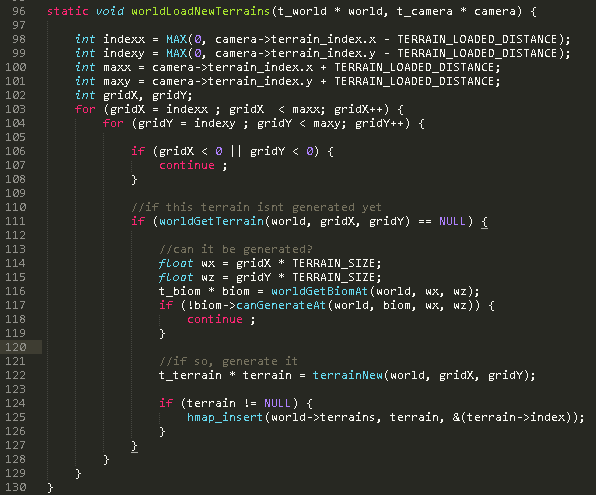 96 static void worldLoadNewTerrains(t_world * world, t_camera * camera) {
97
98 int indexx = MAX(0, camera->terrain_index.x - TERRAIN_LOADED_DISTANCE);
99 int indexy = MAX(0, camera->terrain_index.y - TERRAIN_LOADED_DISTANCE);
100 int maxx = camera->terrain_index.x + TERRAIN_LOADED_DISTANCE;
101 int maxy = camera->terrain_index.y + TERRAIN_LOADED_DISTANCE;
102 int gridX, gridY;
103 for (gridX = indexx ; gridX < maxx; gridX++) {
104 for (gridY = indexy ; gridY < maxy; gridY++) {
105
106 if (gridX < 0 || gridY < 0) {
107 continue ;
108 }
109
110 //if this terrain isnt generated yet
111 if (worldGetTerrain(world, gridX, gridY) == NULL) {
112
113 //can it be generated?
114 float wx = gridX * TERRAIN_SIZE;
115 float wz = gridY * TERRAIN_SIZE;
116 t_biom * biom = worldGetBiomAt(world, wx, wz);
117 if (!biom->canGenerateAt(world, biom, wx, wz)) {
118 continue ;
119 }
120
121 //if so, generate it
122 t_terrain * terrain = terrainNew(world, gridX, gridY);
123
124 if (terrain != NULL) {
125 hmap_insert(world->terrains, terrain, &(terrain->index));
126 }
127 }
128 }
129 }
130 }